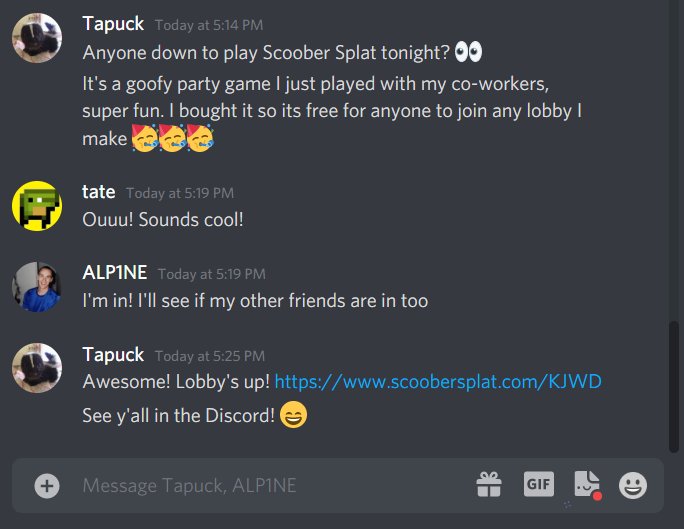 Tapuck Today at 5:14 PM
Anyone down to play Scoober Splat tonight? 👀
It's a goofy party game I just played with my co-workers,
super fun. I bought it so its free for anyone to join any lobby I
make 🥳🥳🥳
tate Today at 5:19 PM
Ouuu! Sounds cool!
ALP1NE Today at 5:19 PM
I'm in! I'll see if my other friends are in too
Tapuck Today at 5:25 PM
Awesome! Lobby's up! https://www.scoobersplat.com/KJWD
See y'all in the Discord! 😄
Message Tapuck, ALP1NE
GIF